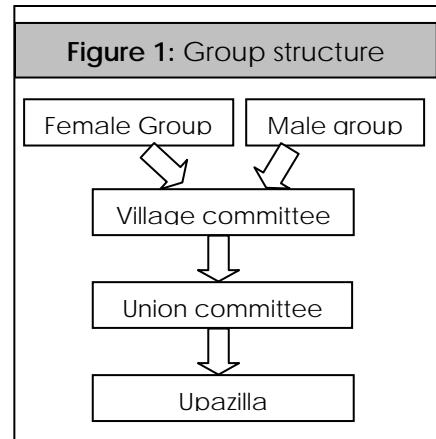 Figure 1: Group structure
Female Group Male group
Village committee
Union committee
Upazilla